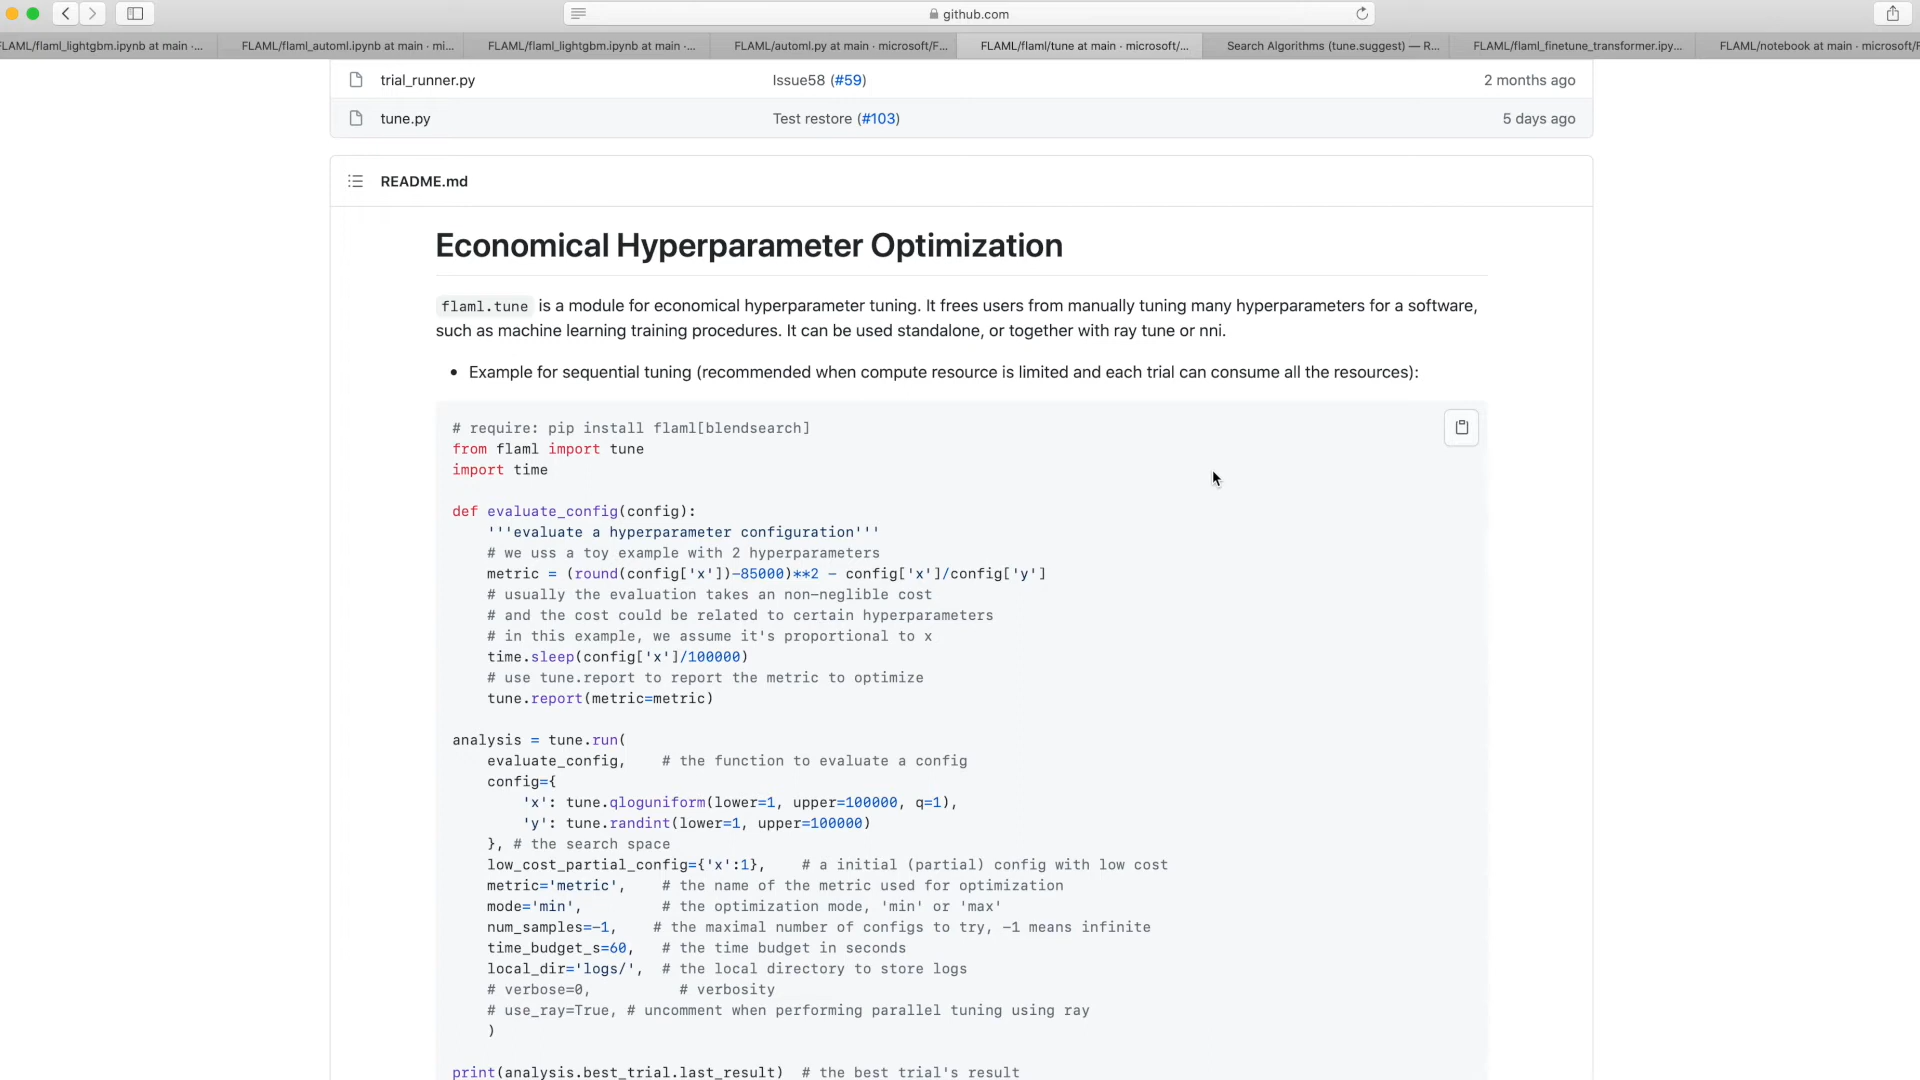 github.com
FLAML/flaml_lightgbm.ipynb at main ·...
FLAML/flaml_automl.ipynb at main · mi...
FLAML/flaml_lightgbm.ipynb at main ·...
FLAML/automl.py at main · microsoft/F...
FLAML/flaml/tune at main · microsoft/...
Search Algorithms (tune.suggest) — R...
FLAML/flaml_finetune_transformer.ipy...
FLAML/notebook at main · microsoft/F
trial_runner.py Issue58 (#59) 2 months ago
tune.py Test restore (#103) 5 days ago
README.md
Economical Hyperparameter Optimization
flaml.tune is a module for economical hyperparameter tuning. It frees users from manually tuning many hyperparameters for a software,
such as machine learning training procedures. It can be used standalone, or together with ray tune or nni.
• Example for sequential tuning (recommended when compute resource is limited and each trial can consume all the resources):
# require: pip install flaml[blendsearch]
from flaml import tune
import time
def evaluate_config(config):
    '''evaluate a hyperparameter configuration'''
    # we uss a toy example with 2 hyperparameters
    metric = (round(config['x'])-85000)**2 - config['x']/config['y']
    # usually the evaluation takes an non-neglible cost
    # and the cost could be related to certain hyperparameters
    # in this example, we assume it's proportional to x
    time.sleep(config['x']/100000)
    # use tune.report to report the metric to optimize
    tune.report(metric=metric)
analysis = tune.run(
    evaluate_config,    # the function to evaluate a config
    config={
        'x': tune.qloguniform(lower=1, upper=100000, q=1),
        'y': tune.randint(lower=1, upper=100000)
    }, # the search space
    low_cost_partial_config={'x':1},    # a initial (partial) config with low cost
    metric='metric',    # the name of the metric used for optimization
    mode='min',         # the optimization mode, 'min' or 'max'
    num_samples=-1,    # the maximal number of configs to try, -1 means infinite
    time_budget_s=60,   # the time budget in seconds
    local_dir='logs/',  # the local directory to store logs
    # verbose=0,          # verbosity
    # use_ray=True, # uncomment when performing parallel tuning using ray
    )
print(analysis.best_trial.last_result)  # the best trial's result